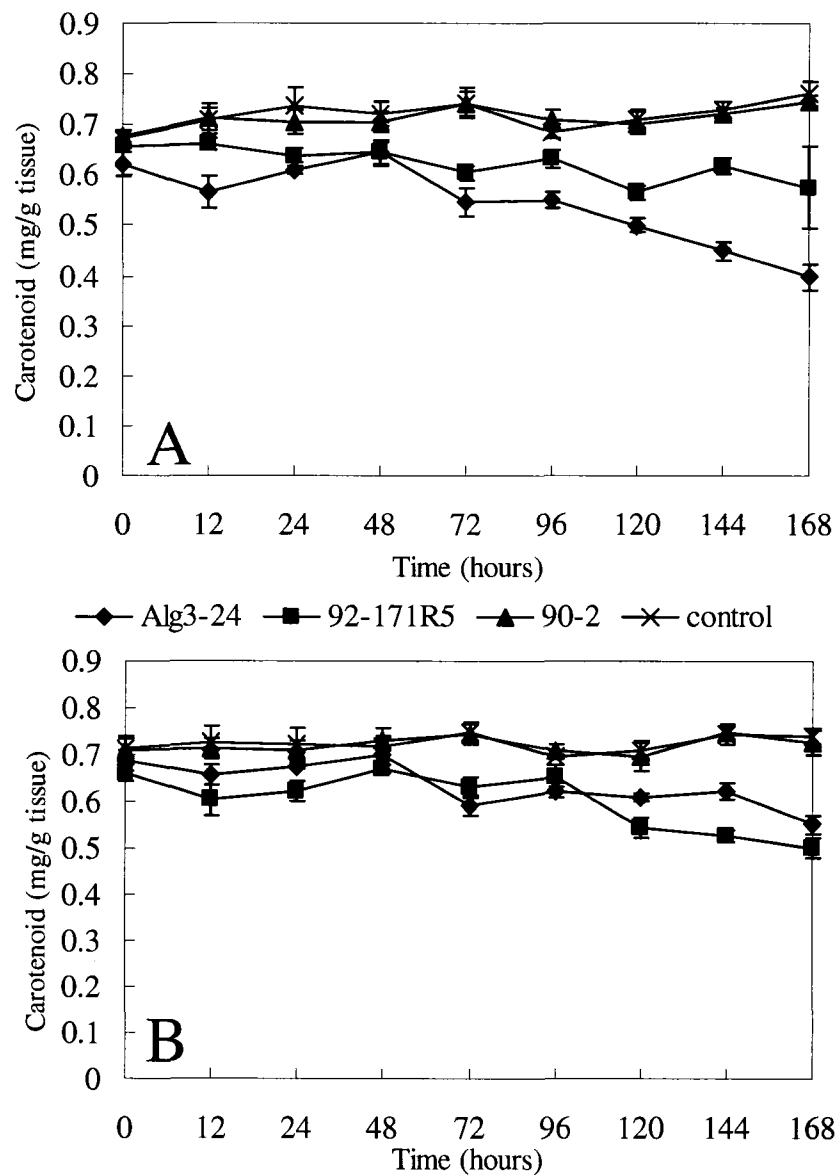 0.9
0.8
0.7
0.6
0.5
0.4
0.3
0.2
0.1
0
Carotenoid (mg/g tissue)
A
0 12 24 48 72 96 120 144 168
Time (hours)
Alg3-24 92-171R5 90-2 control
0.9
0.8
0.7
0.6
0.5
0.4
0.3
0.2
0.1
0
Carotenoid (mg/g tissue)
B
0 12 24 48 72 96 120 144 168
Time (hours)